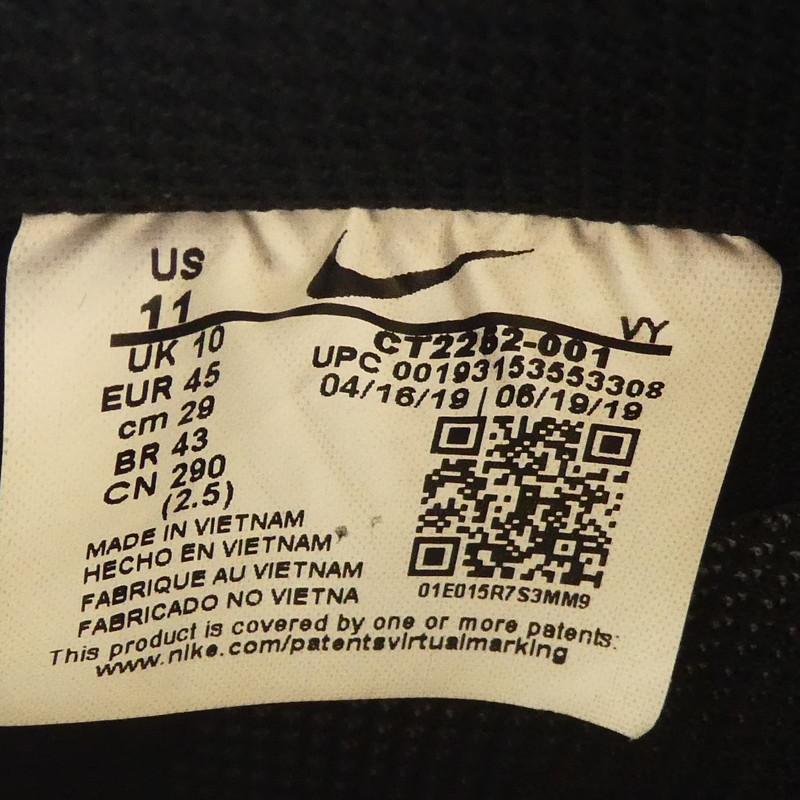 US
11
UK 10
EUR 45
cm 29
BR 43
CN 290
(2.5)
VY
CT2262-001
UPC 00193153553308
04/16/19 | 06/19/19
01E015R7S3MM9
MADE IN VIETNAM
HECHO EN VIETNAM
FABRIQUE AU VIETNAM
FABRICADO NO VIETNA
This product is covered by one or more patents:
www.nike.com/patentsvirtualmarking